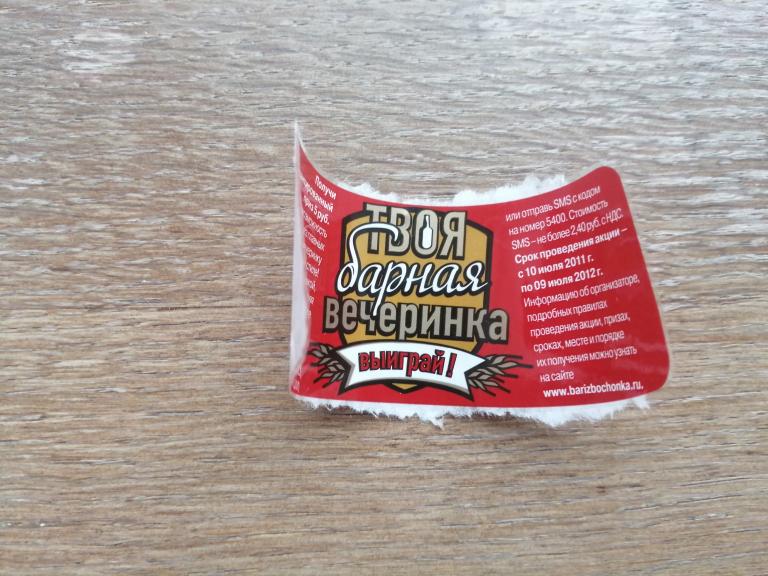 Получи
приз 5 руб.
ТВОЯ
барная
вечеринка
выиграй!
или отправь SMS с кодом
на номер 5400. Стоимость
SMS – не более 2,40 руб. с НДС.
Срок проведения акции –
с 10 июля 2011 г.
по 09 июля 2012 г.
Информацию об организаторе,
подробных правилах
проведения акции, призах,
сроках, месте и порядке
их получения можно узнать
на сайте
www.barizbochonka.ru.